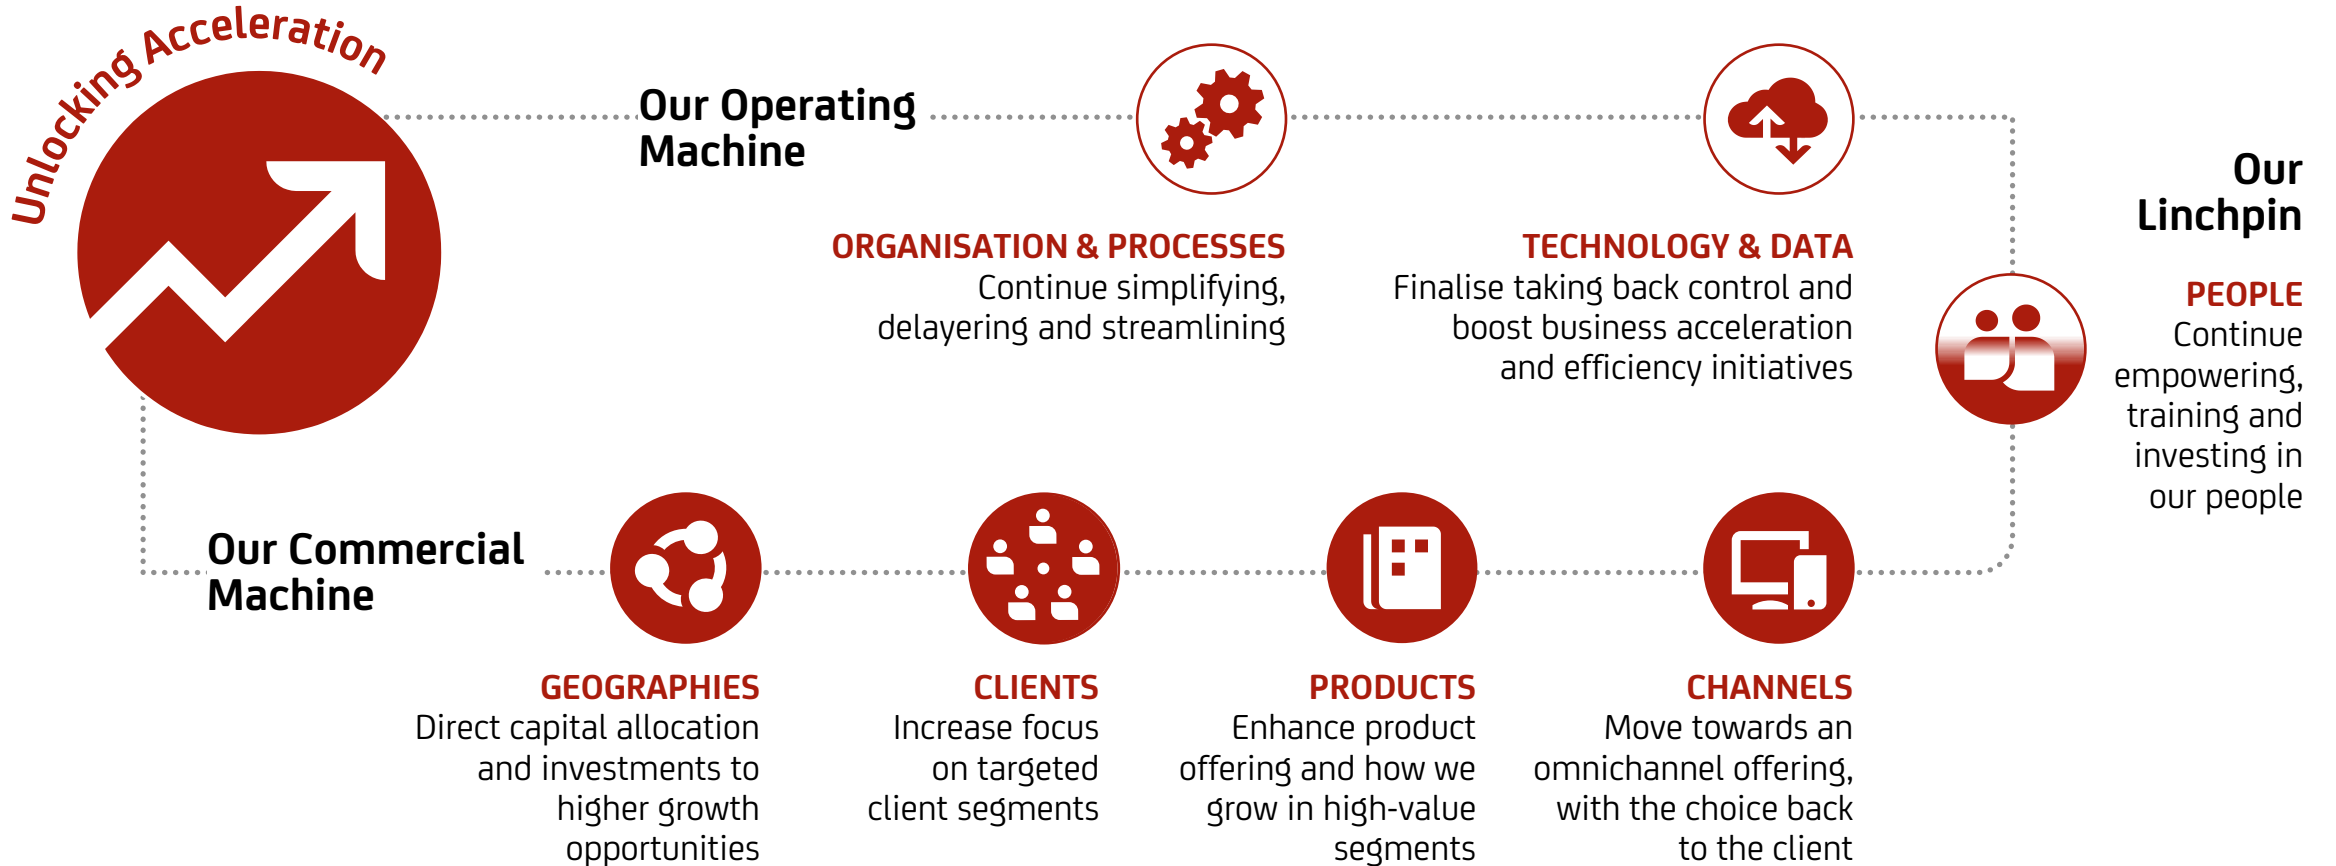 Unlocking Acceleration
Our Operating
Machine
ORGANISATION & PROCESSES
Continue simplifying,
delayering and streamlining
TECHNOLOGY & DATA
Finalise taking back control and
boost business acceleration
and efficiency initiatives
Our
Linchpin
PEOPLE
Continue
empowering,
training and
investing in
our people
Our Commercial
Machine
GEOGRAPHIES
Direct capital allocation
and investments to
higher growth
opportunities
CLIENTS
Increase focus
on targeted
client segments
PRODUCTS
Enhance product
offering and how we
grow in high-value
segments
CHANNELS
Move towards an
omnichannel offering,
with the choice back
to the client